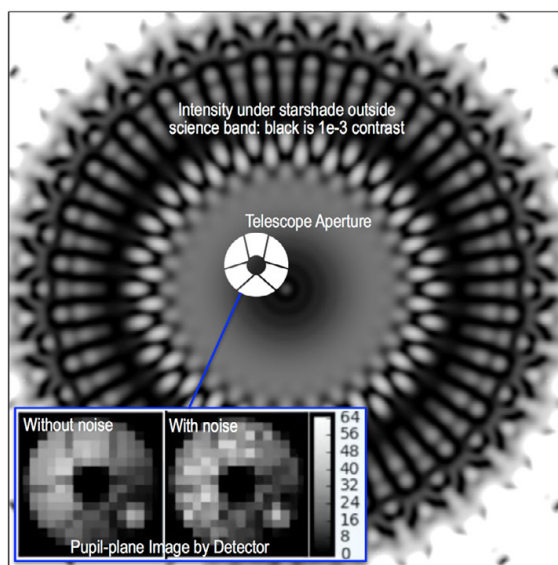 Intensity under starshade outside
science band: black is 1e-3 contrast
Telescope Aperture
Without noise
With noise
64
56
48
40
32
24
16
8
0
Pupil-plane Image by Detector